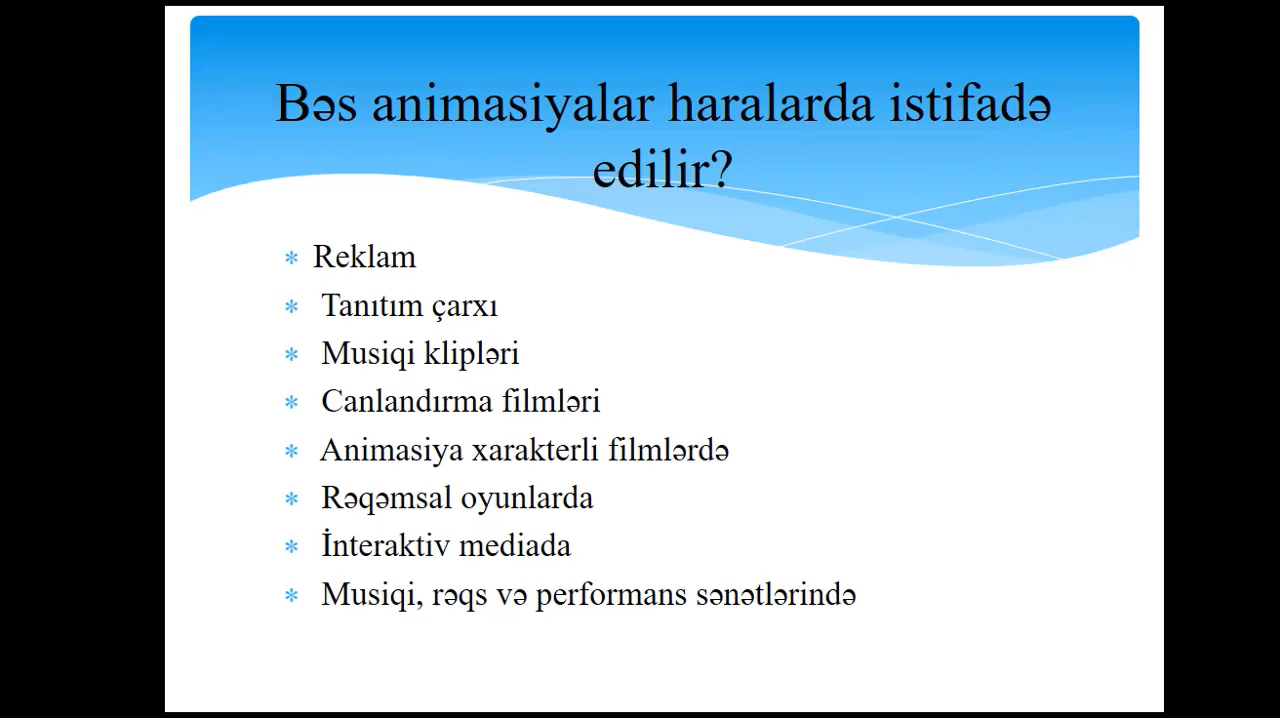 Bəs animasiyalar haralarda istifadə
edilir?
* Reklam
* Tanıtım çarxı
* Musiqi klipləri
* Canlandırma filmləri
* Animasiya xarakterli filmlərdə
* Rəqəmsal oyunlarda
* İnteraktiv mediada
* Musiqi, rəqs və performans sənətlərində